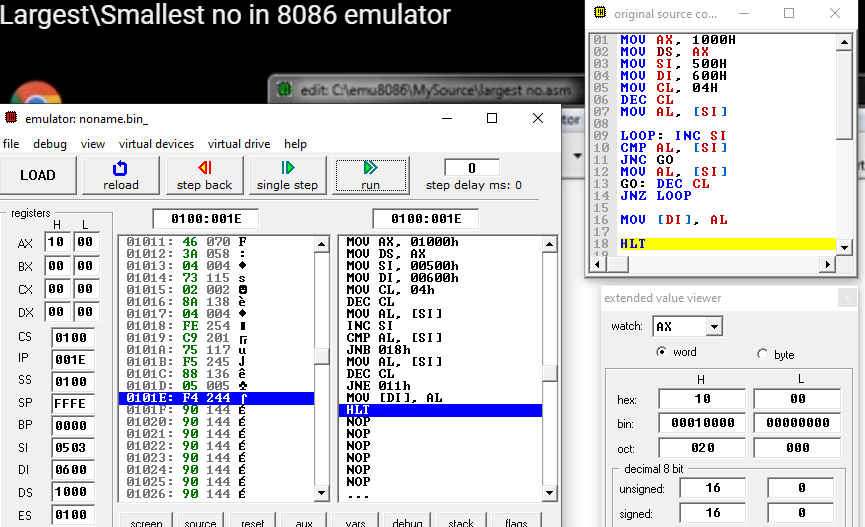 Largest\Smallest no in 8086 emulator
original source co...
01 MOV AX, 1000H
02 MOV DS, AX
03 MOV SI, 500H
04 MOV DI, 600H
05 MOV CL, 04H
06 DEC CL
07 MOV AL, [SI]
08
09 LOOP: INC SI
10 CMP AL, [SI]
11 JNC GO
12 MOV AL, [SI]
13 GO: DEC CL
14 JNZ LOOP
15
16 MOV [DI], AL
17
18 HLT
edit: C:\emu8086\MySource\largest no.asm
emulator: noname.bin_
file debug view virtual devices virtual drive help
LOAD reload step back single step run 0
step delay ms: 0
registers
H L
AX 10 00
BX 00 00
CX 00 00
DX 00 00
CS 0100
IP 001E
SS 0100
SP FFFE
BP 0000
SI 0503
DI 0600
DS 1000
ES 0100
0100:001E
01011: 46 070 F
01012: 3A 058 :
01013: 04 004 ♦
01014: 73 115 s
01015: 02 002 ☻
01016: 8A 138 è
01017: 04 004 ♦
01018: FE 254 ■
01019: C9 201 ╔
0101A: 75 117 u
0101B: F5 245 ⌡
0101C: 88 136 ê
0101D: 05 005 ♣
0101E: F4 244 ⌠
0101F: 90 144 É
01020: 90 144 É
01021: 90 144 É
01022: 90 144 É
01023: 90 144 É
01024: 90 144 É
01025: 90 144 É
01026: 90 144 É
0100:001E
MOV AX, 01000h
MOV DS, AX
MOV SI, 00500h
MOV DI, 00600h
MOV CL, 04h
DEC CL
MOV AL, [SI]
INC SI
CMP AL, [SI]
JNB 018h
MOV AL, [SI]
DEC CL
JNE 011h
MOV [DI], AL
HLT
NOP
NOP
NOP
NOP
NOP
NOP
...
screen source reset aux vars debug stack flags
extended value viewer
watch: AX
word byte
H L
hex: 10 00
bin: 00010000 00000000
oct: 020 000
decimal 8 bit
unsigned: 16 0
signed: 16 0